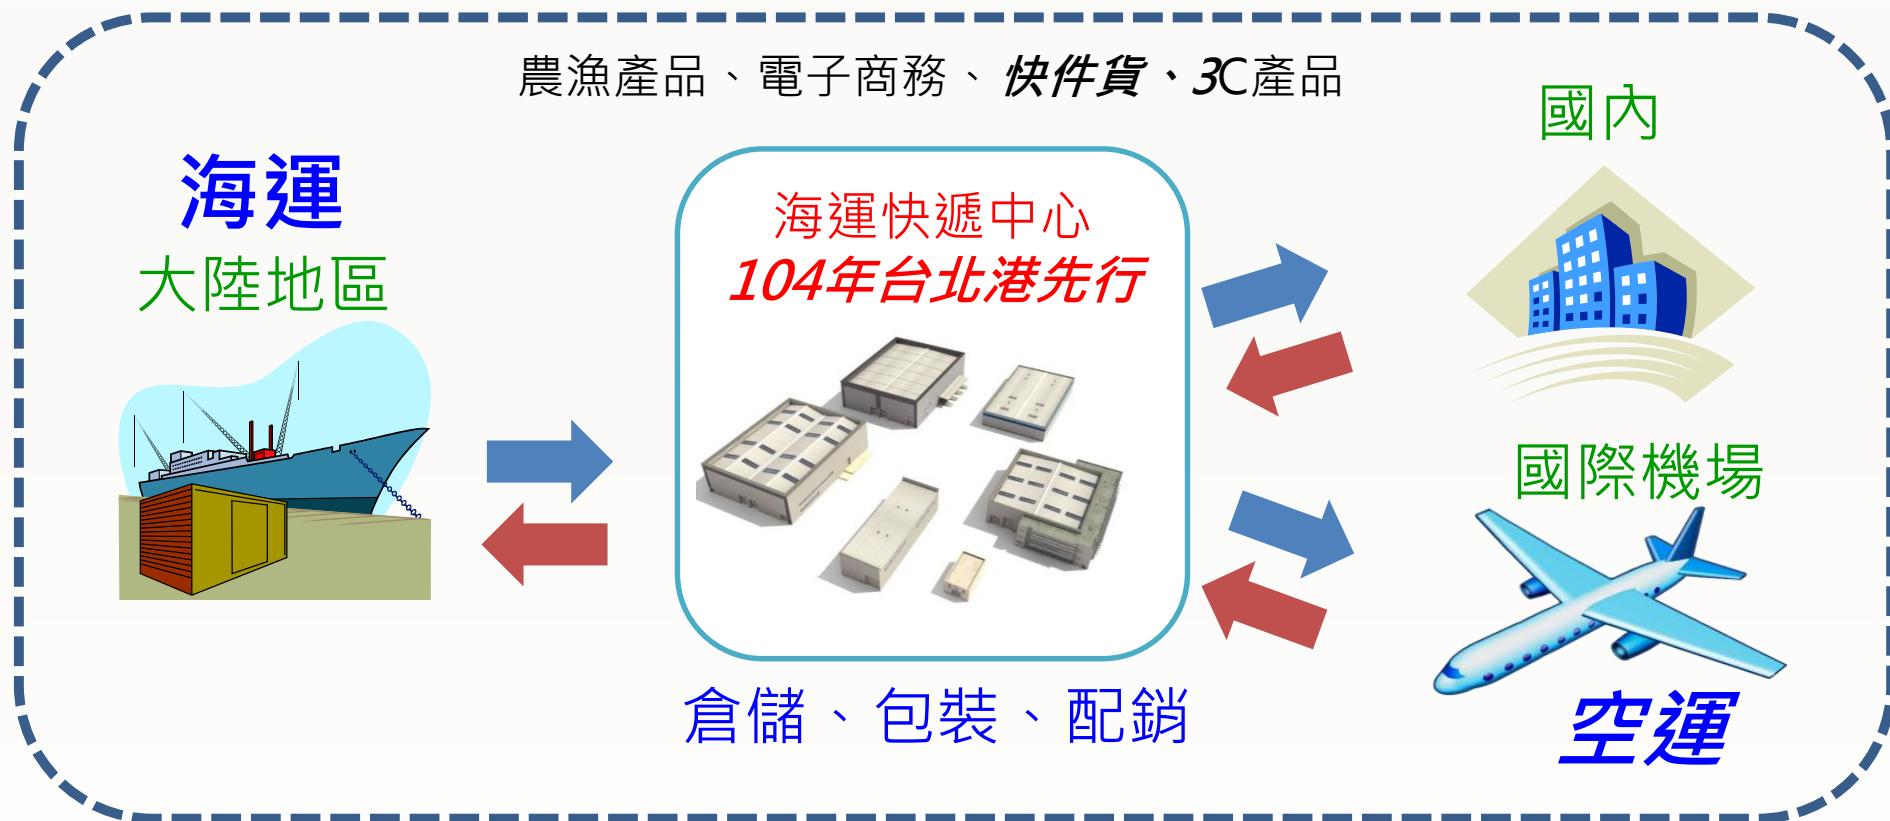 農漁產品、電子商務、快件貨、3C產品
海運
大陸地區
海運快遞中心
104年台北港先行
倉儲、包裝、配銷
國內
國際機場
空運